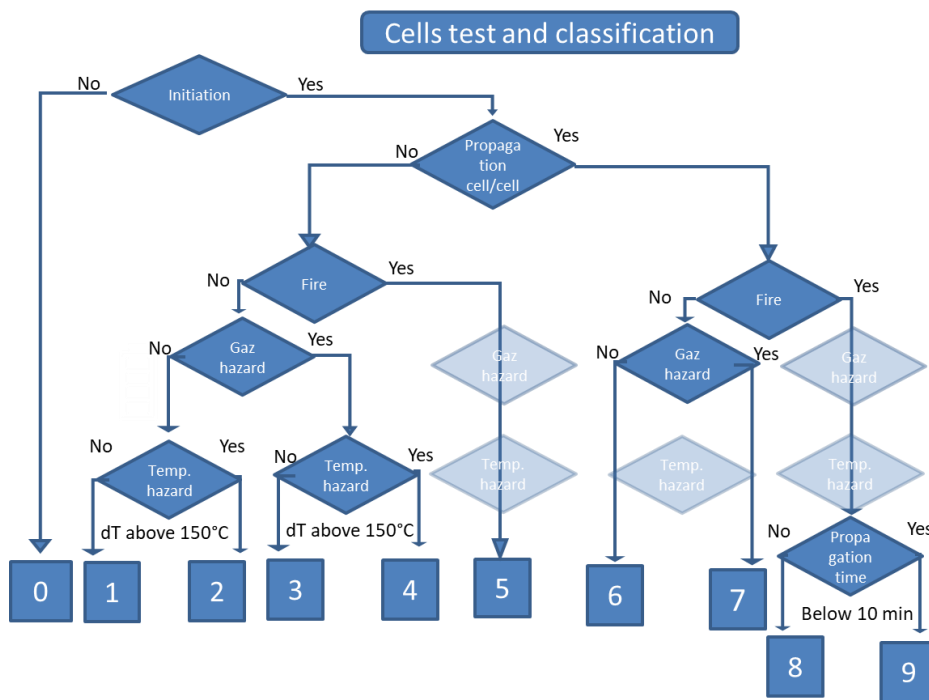 Cells test and classification
No
Initiation
Yes
No
Propaga
tion
cell/cell
Yes
No
Fire
Yes
No
Fire
Yes
No
Gaz
hazard
Yes
Gaz
hazard
No
Gaz
hazard
Yes
Gaz
hazard
No
Temp.
hazard
Yes
No
Temp.
hazard
Yes
Temp.
hazard
Temp.
hazard
Temp.
hazard
dT above 150°C
dT above 150°C
No
Propa
gation
time
Yes
Below 10 min
0
1
2
3
4
5
6
7
8
9